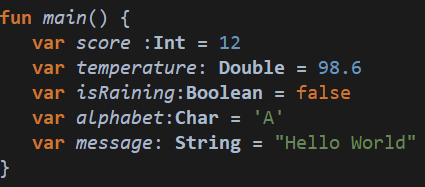 fun main() {
var score :Int = 12
var temperature: Double = 98.6
var isRaining:Boolean = false
var alphabet:Char = 'A'
var message: String = "Hello World"
}